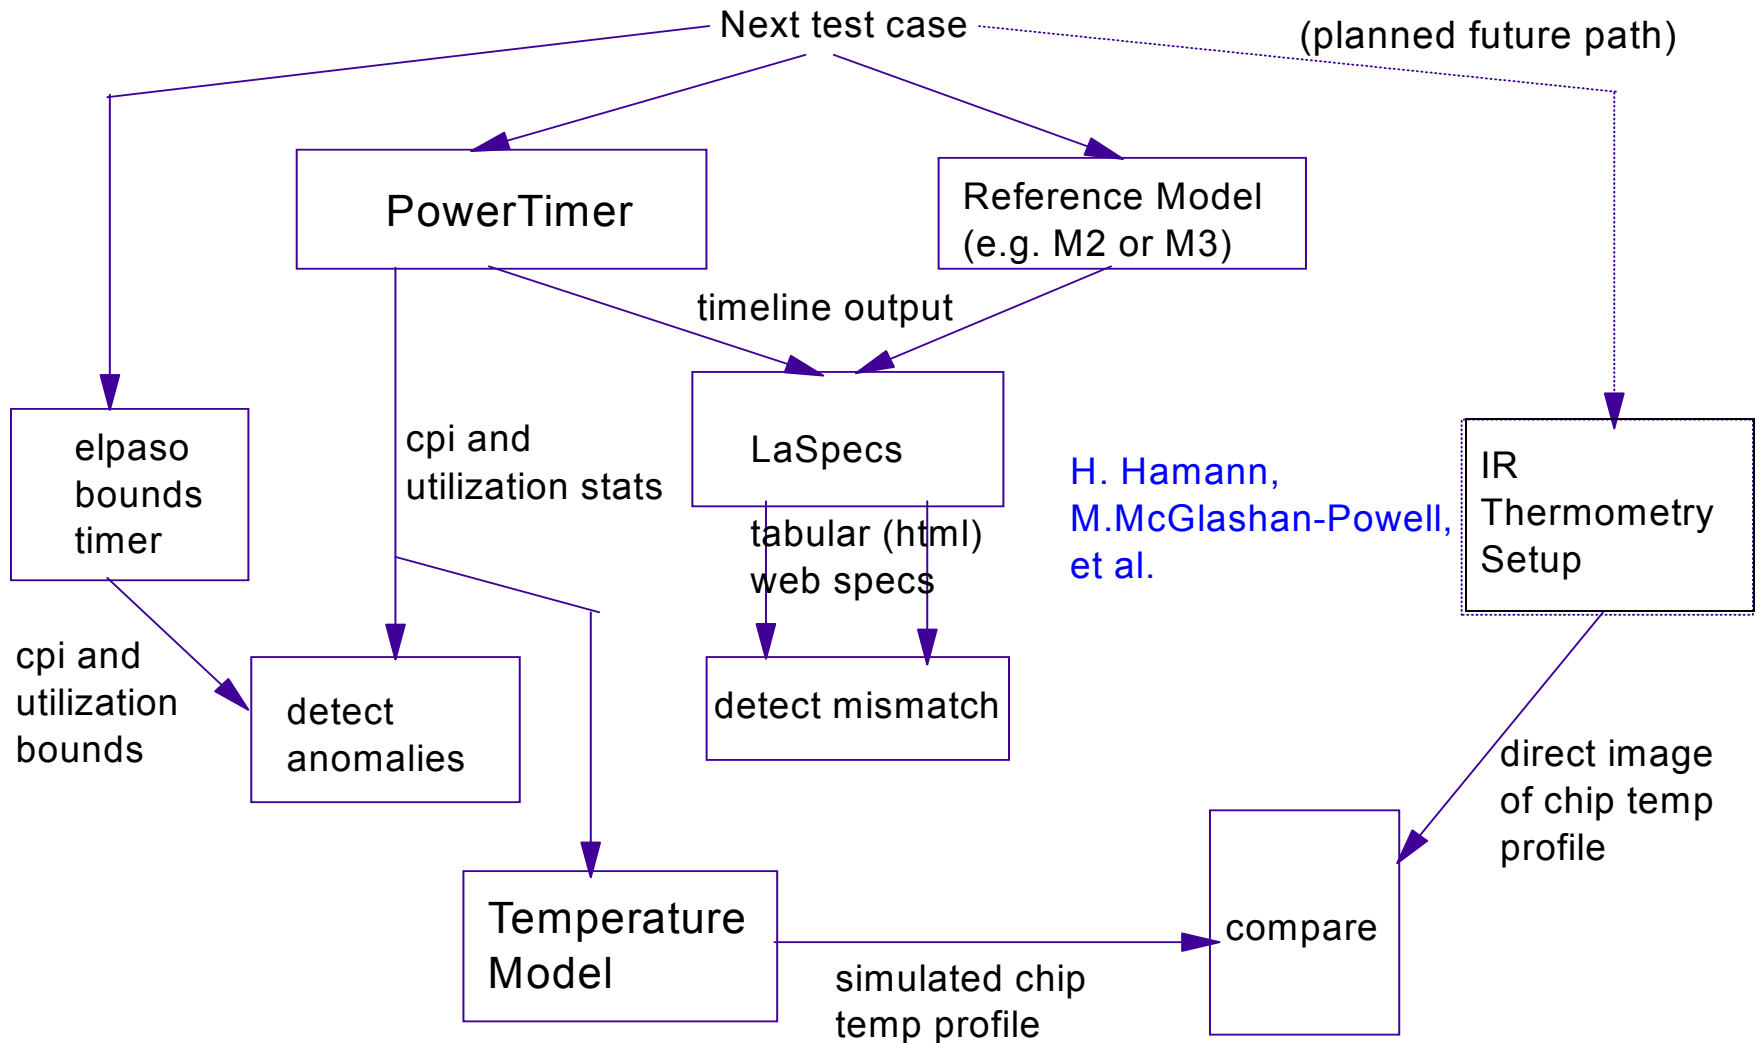 Next test case
(planned future path)
PowerTimer
Reference Model
(e.g. M2 or M3)
timeline output
elpaso
bounds
timer
cpi and
utilization stats
LaSpecs
H. Hamann,
M.McGlashan-Powell,
et al.
IR
Thermometry
Setup
tabular (html)
web specs
cpi and
utilization
bounds
detect
anomalies
detect mismatch
direct image
of chip temp
profile
Temperature
Model
simulated chip
temp profile
compare